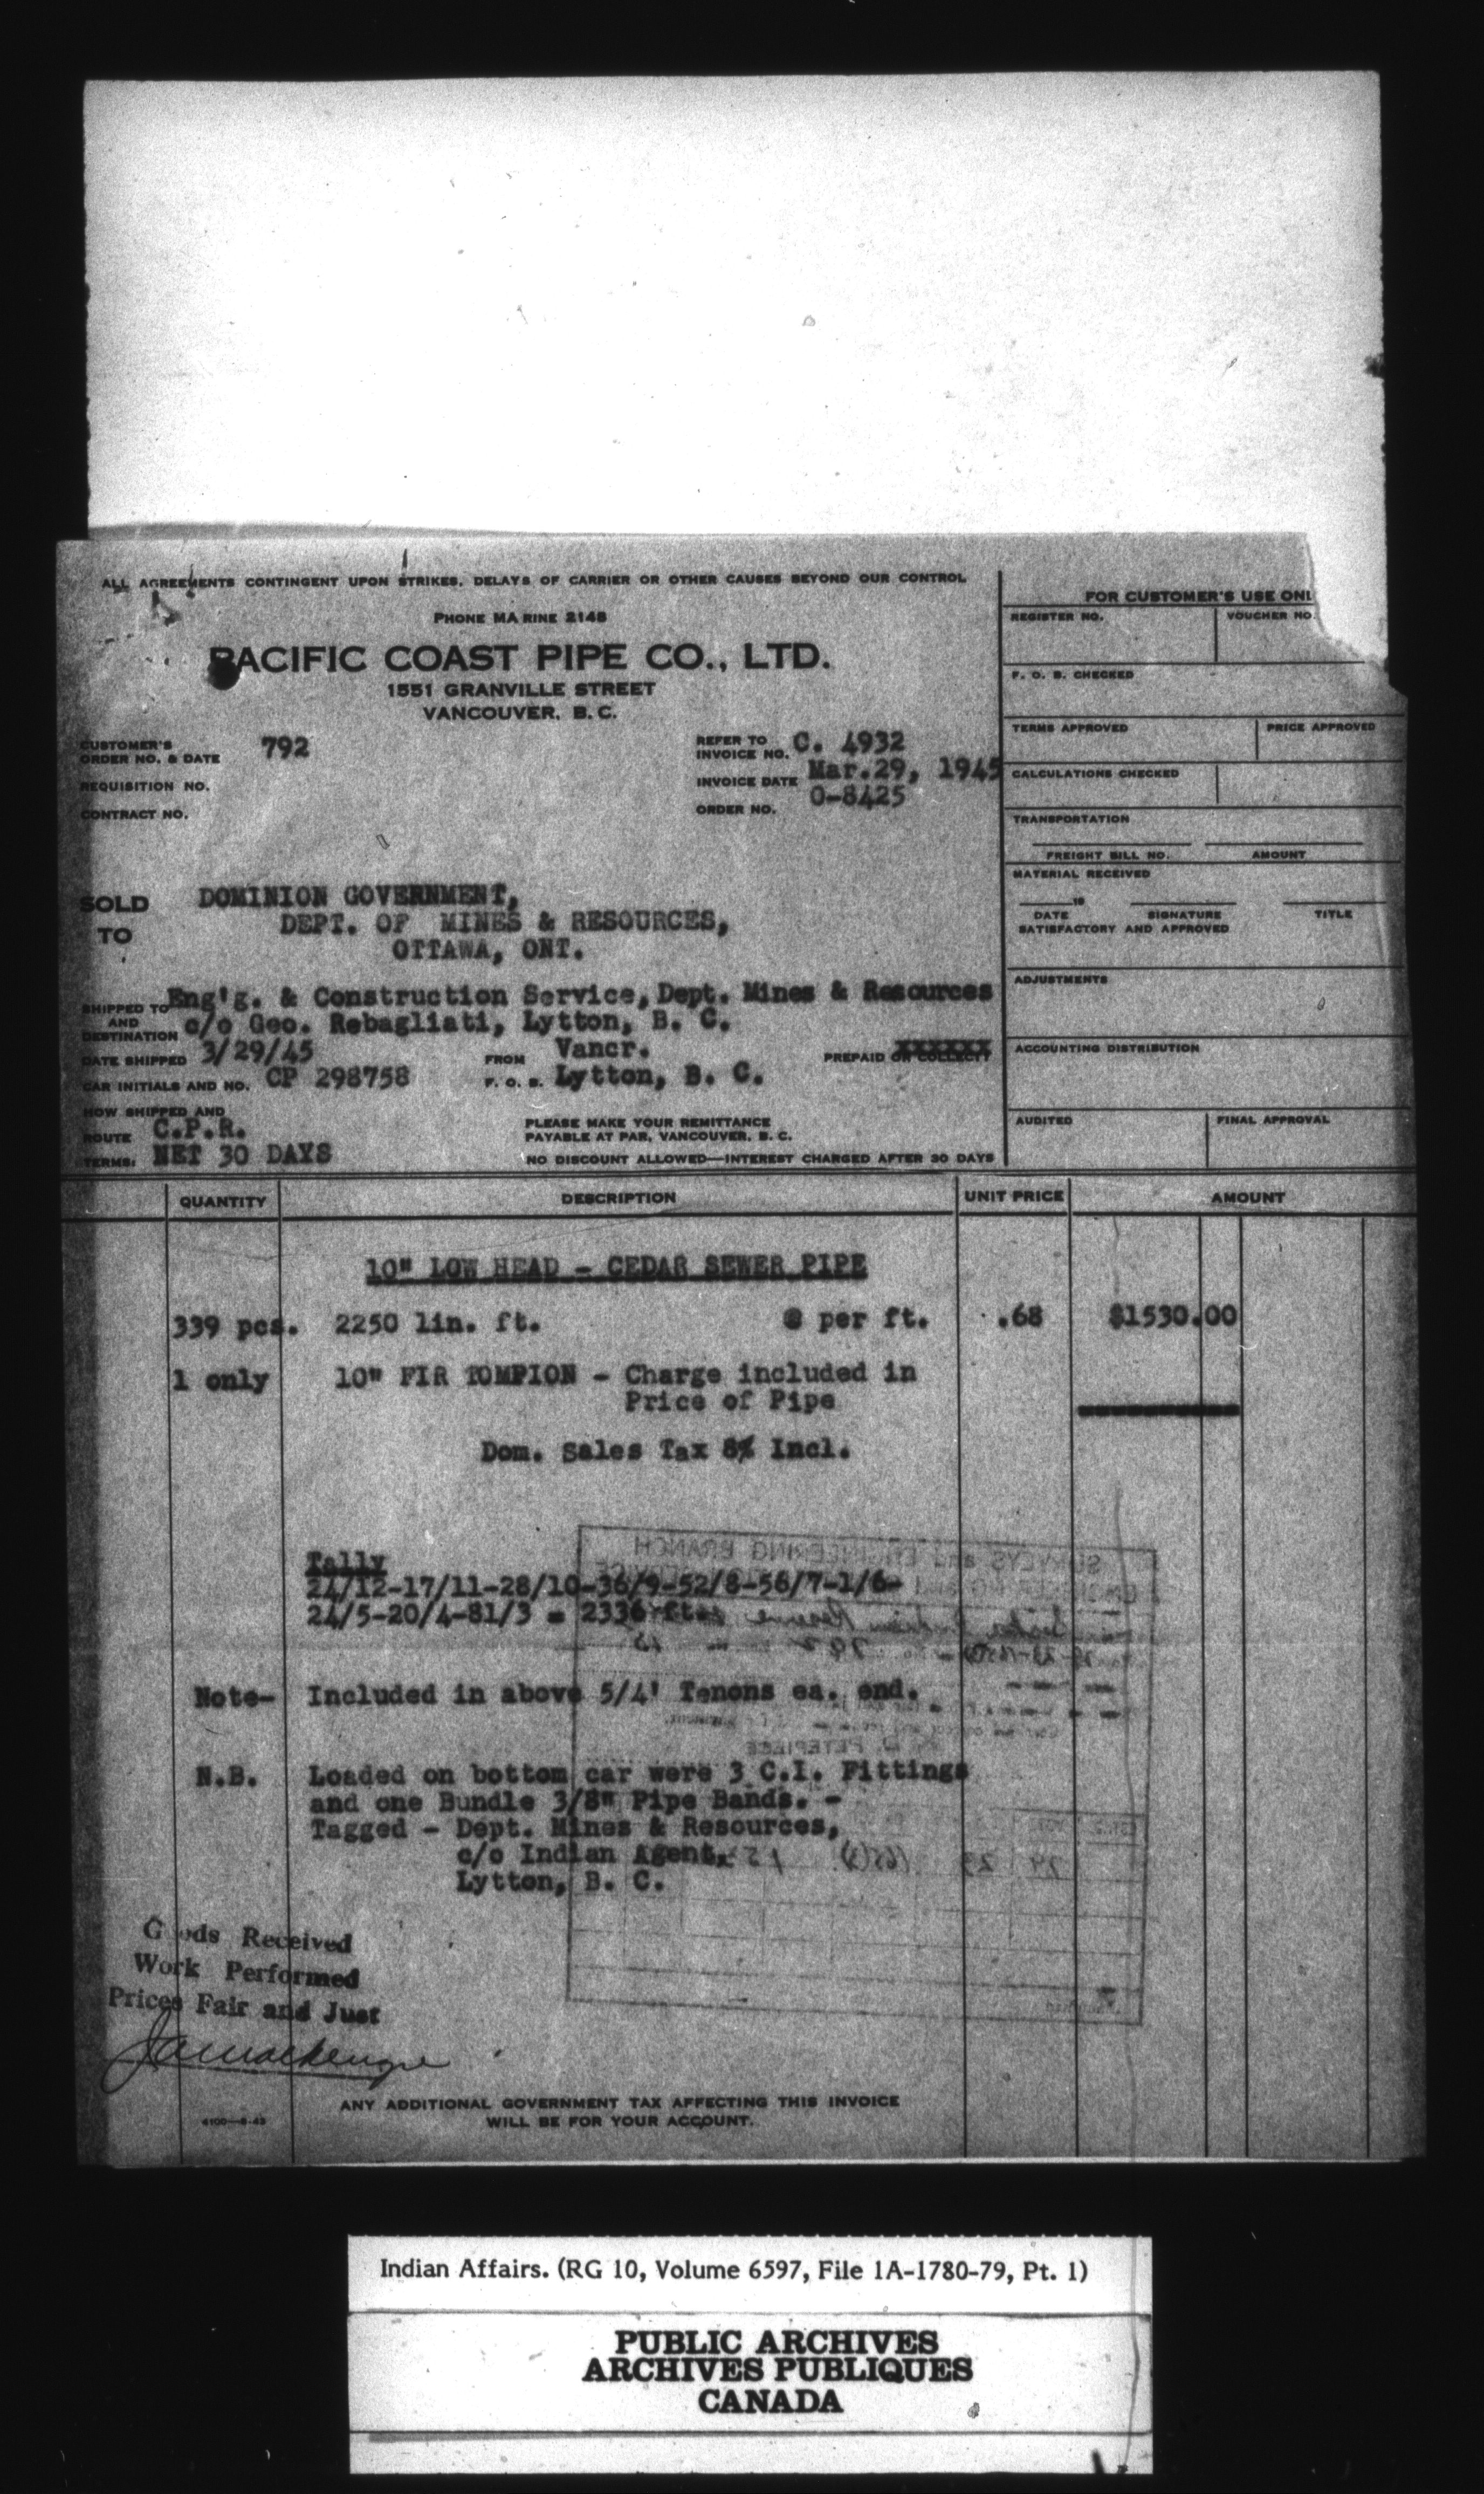 ALL AGREEMENTS CONTINGENT UPON STRIKES, DELAYS OF CARRIER OR OTHER CAUSES BEYOND OUR CONTROL
PHONE MARINE 2148
PACIFIC COAST PIPE CO., LTD.
1551 GRANVILLE STREET
VANCOUVER, B. C.
CUSTOMER'S
ORDER NO. & DATE 792
REQUISITION NO.
CONTRACT NO.
REFER TO
INVOICE NO. C. 4932
INVOICE DATE Mar.29, 1945
ORDER NO. O-8425
FOR CUSTOMER'S USE ONL
REGISTER NO. VOUCHER NO.
F. O. B. CHECKED
TERMS APPROVED PRICE APPROVED
CALCULATIONS CHECKED
TRANSPORTATION
FREIGHT BILL NO. AMOUNT
MATERIAL RECEIVED
19
DATE SIGNATURE TITLE
SATISFACTORY AND APPROVED
ADJUSTMENTS
ACCOUNTING DISTRIBUTION
AUDITED FINAL APPROVAL
SOLD TO DOMINION GOVERNMENT,
DEPT. OF MINES & RESOURCES,
OTTAWA, ONT.
SHIPPED TO AND DESTINATION Eng'g. & Construction Service, Dept. Mines & Resources
c/o Geo. Rebagliati, Lytton, B. C.
DATE SHIPPED 3/29/45 FROM Vancr. PREPAID OR COLLECT?
CAR INITIALS AND NO. CP 298758 F. O. B. Lytton, B. C.
HOW SHIPPED AND
ROUTE C.P.R.
TERMS: NET 30 DAYS
PLEASE MAKE YOUR REMITTANCE
PAYABLE AT PAR, VANCOUVER, B. C.
NO DISCOUNT ALLOWED—INTEREST CHARGED AFTER 30 DAYS
QUANTITY DESCRIPTION UNIT PRICE AMOUNT
10" LOW HEAD - CEDAR SEWER PIPE
339 pcs. 2250 lin. ft. @ per ft. .68 $1530.00
1 only 10" FIR TOMPION - Charge included in
Price of Pipe
Dom. Sales Tax 8% Incl.
Tally
24/12-17/11-28/10-36/9-52/8-56/7-1/6-
24/5-20/4-81/3 = 2336 ft.
Note- Included in above 5/4' Tenons ea. end.
N.B. Loaded on bottom car were 3 C.I. Fittings
and one Bundle 3/8" Pipe Bands. -
Tagged - Dept. Mines & Resources,
c/o Indian Agent,
Lytton, B. C.
Goods Received
Work Performed
Prices Fair and Just
ANY ADDITIONAL GOVERNMENT TAX AFFECTING THIS INVOICE
WILL BE FOR YOUR ACCOUNT.
Indian Affairs. (RG 10, Volume 6597, File 1A-1780-79, Pt. 1)
PUBLIC ARCHIVES
ARCHIVES PUBLIQUES
CANADA